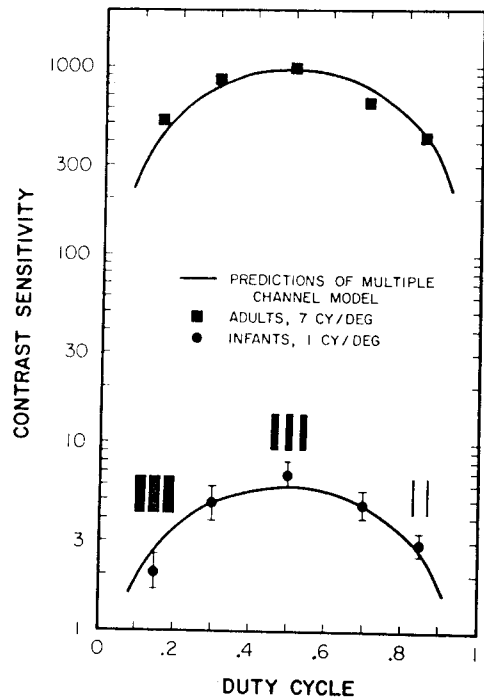 1000
300
100
30
10
3
1
CONTRAST SENSITIVITY
PREDICTIONS OF MULTIPLE
CHANNEL MODEL
ADULTS, 7 CY/DEG
INFANTS, 1 CY/DEG
0 .2 .4 .6 .8 1
DUTY CYCLE